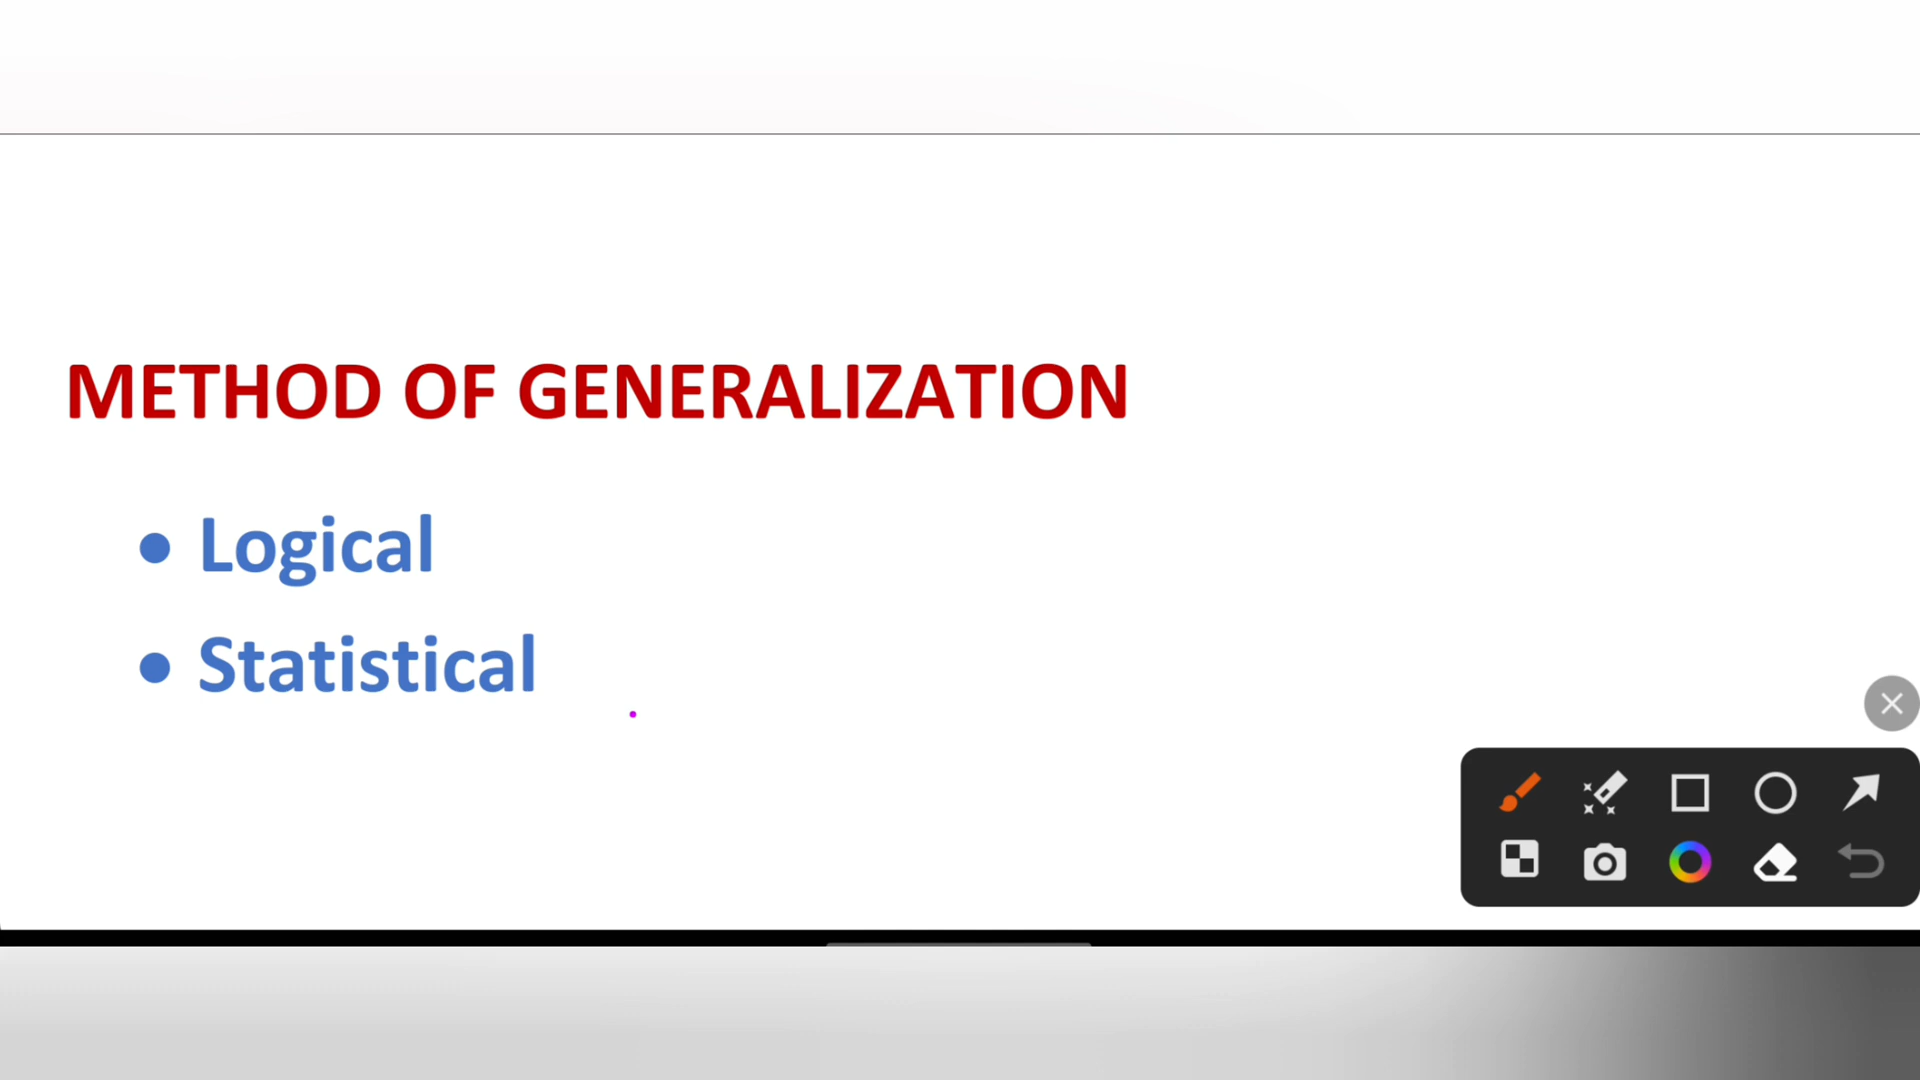 METHOD OF GENERALIZATION
• Logical
• Statistical